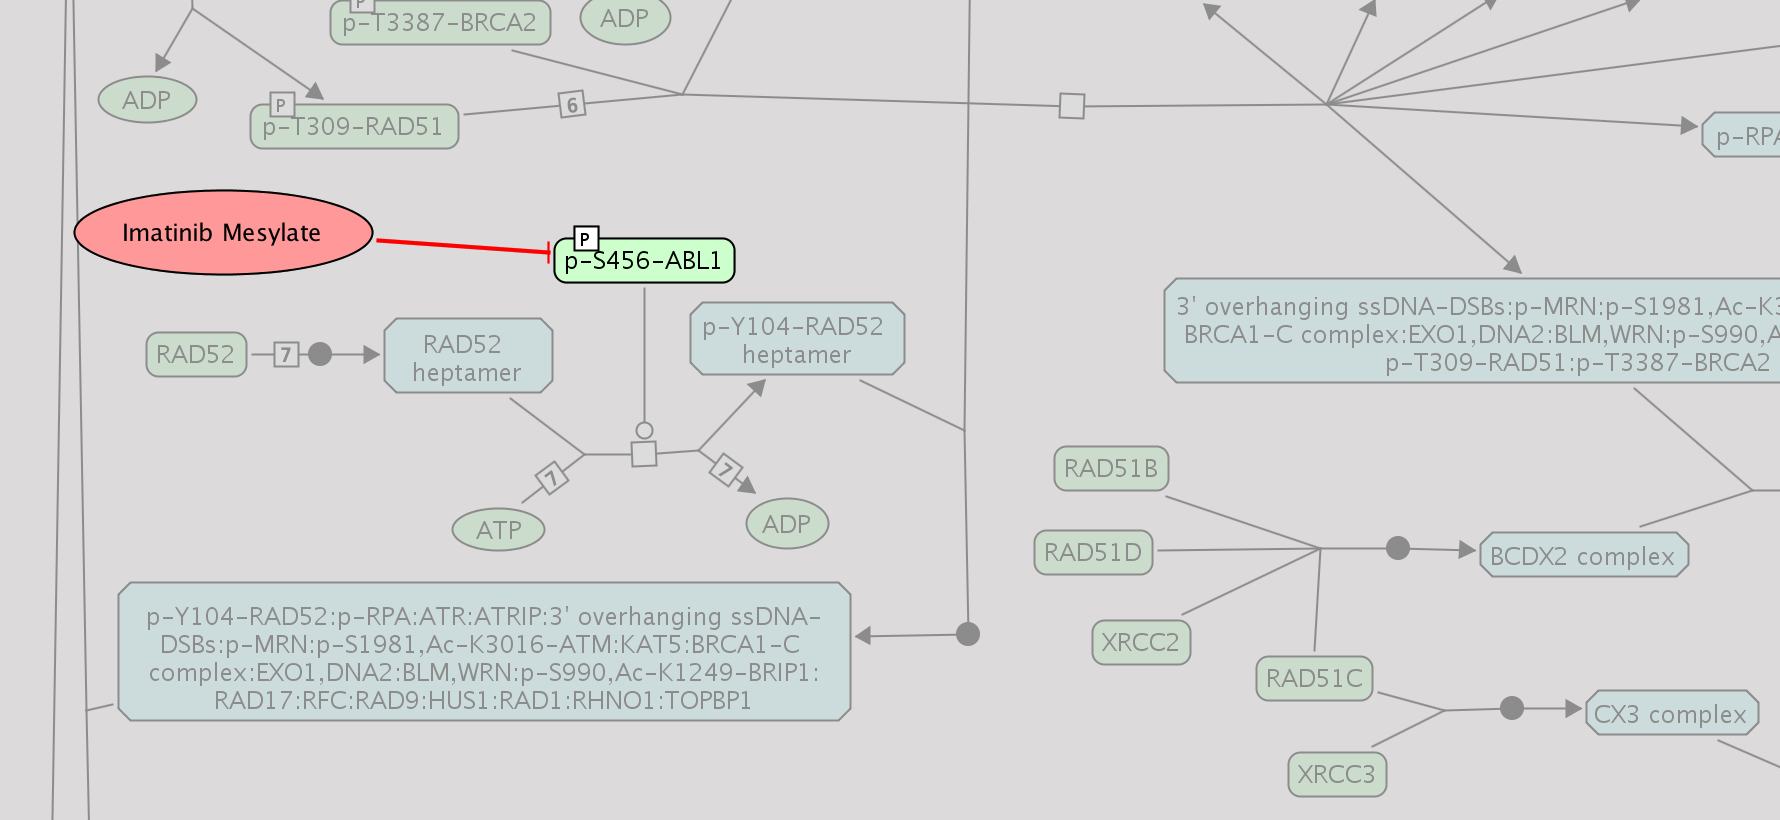 P
p-T3387-BRCA2
ADP
ADP
P
p-T309-RAD51
6
p-RPA
Imatinib Mesylate
P
p-S456-ABL1
3' overhanging ssDNA-DSBs:p-MRN:p-S1981,Ac-K3
BRCA1-C complex:EXO1,DNA2:BLM,WRN:p-S990,A
p-T309-RAD51:p-T3387-BRCA2
RAD52
7
RAD52
heptamer
p-Y104-RAD52
heptamer
7
7
ATP
ADP
RAD51B
RAD51D
XRCC2
RAD51C
XRCC3
BCDX2 complex
CX3 complex
p-Y104-RAD52:p-RPA:ATR:ATRIP:3' overhanging ssDNA-
DSBs:p-MRN:p-S1981,Ac-K3016-ATM:KAT5:BRCA1-C
complex:EXO1,DNA2:BLM,WRN:p-S990,Ac-K1249-BRIP1:
RAD17:RFC:RAD9:HUS1:RAD1:RHNO1:TOPBP1